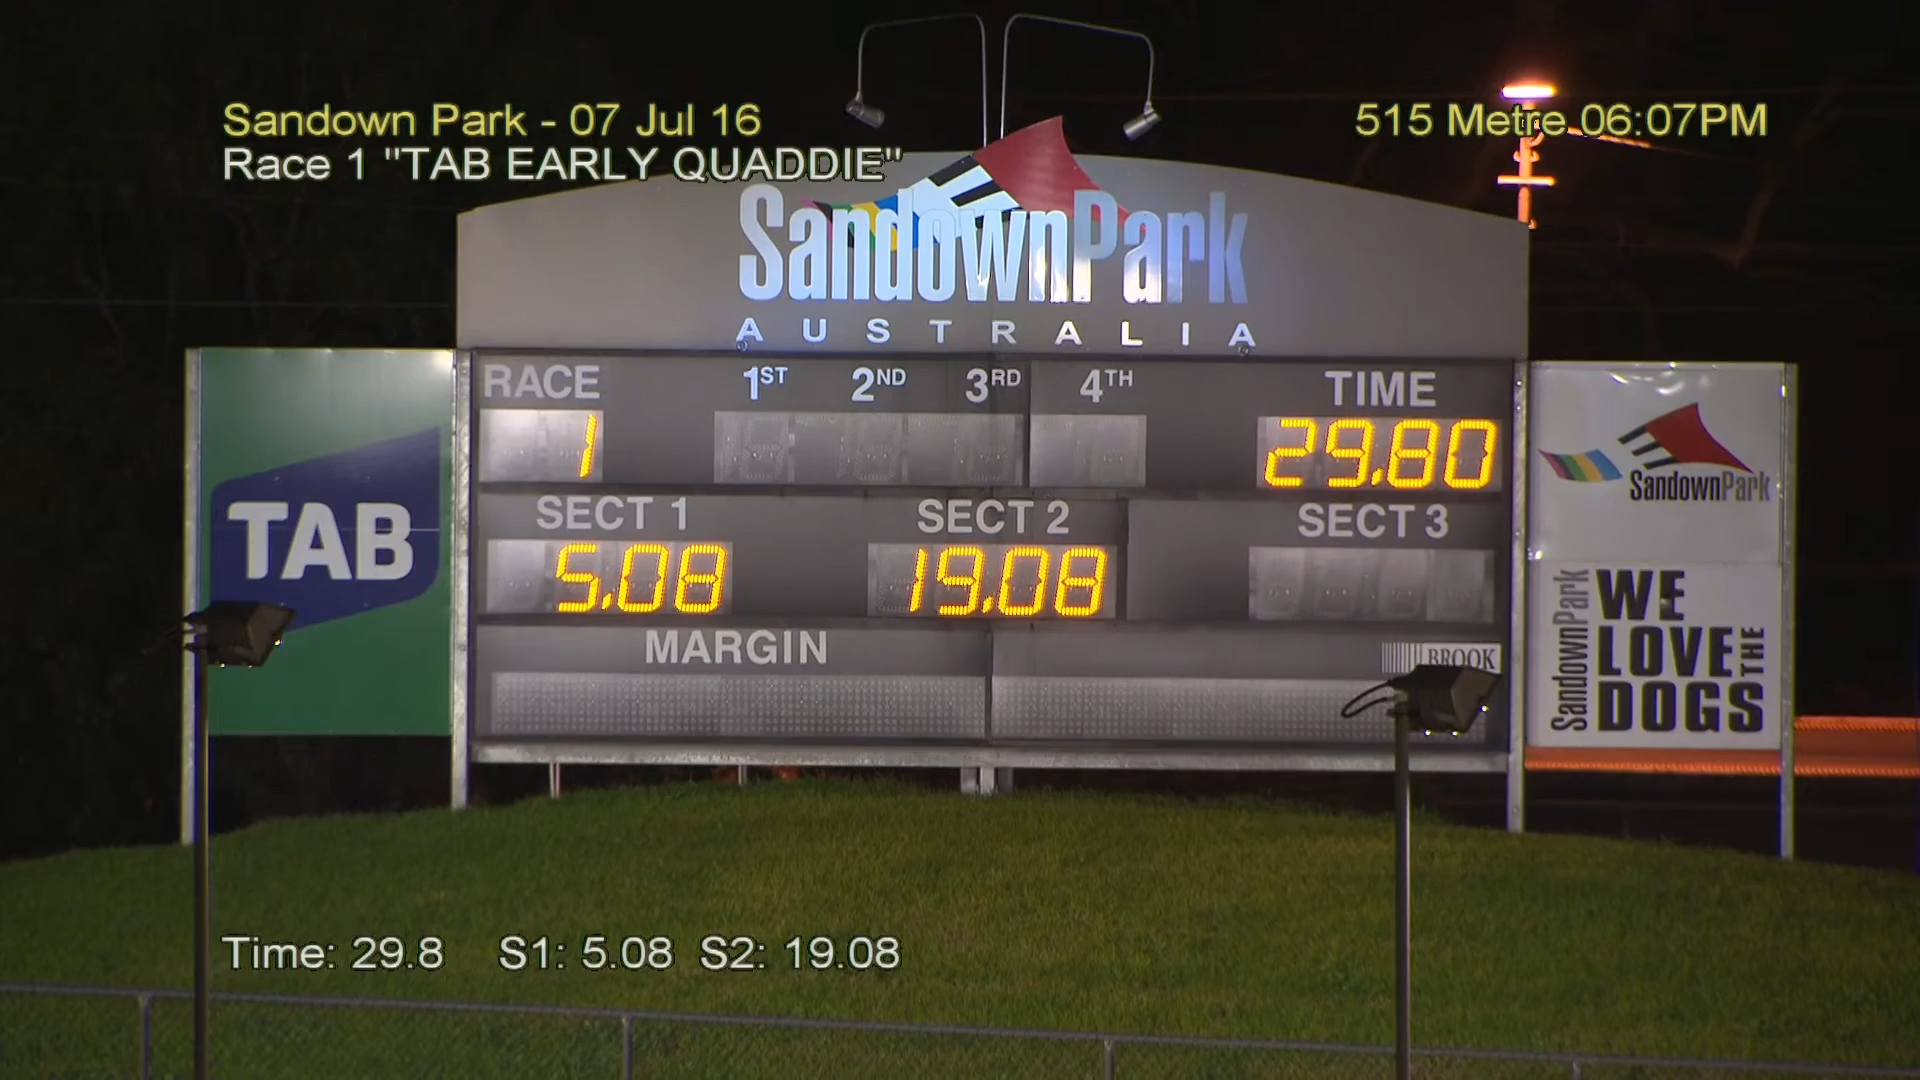 Sandown Park - 07 Jul 16
515 Metre 06:07PM
Race 1 "TAB EARLY QUADDIE"
SandownPark
AUSTRALIA
RACE 1ST 2ND 3RD 4TH TIME
1 29.80
SECT 1 SECT 2 SECT 3
5.08 19.08
MARGIN
BROOK
TAB
SandownPark
SandownPark
WE
LOVE THE
DOGS
Time: 29.8 S1: 5.08 S2: 19.08